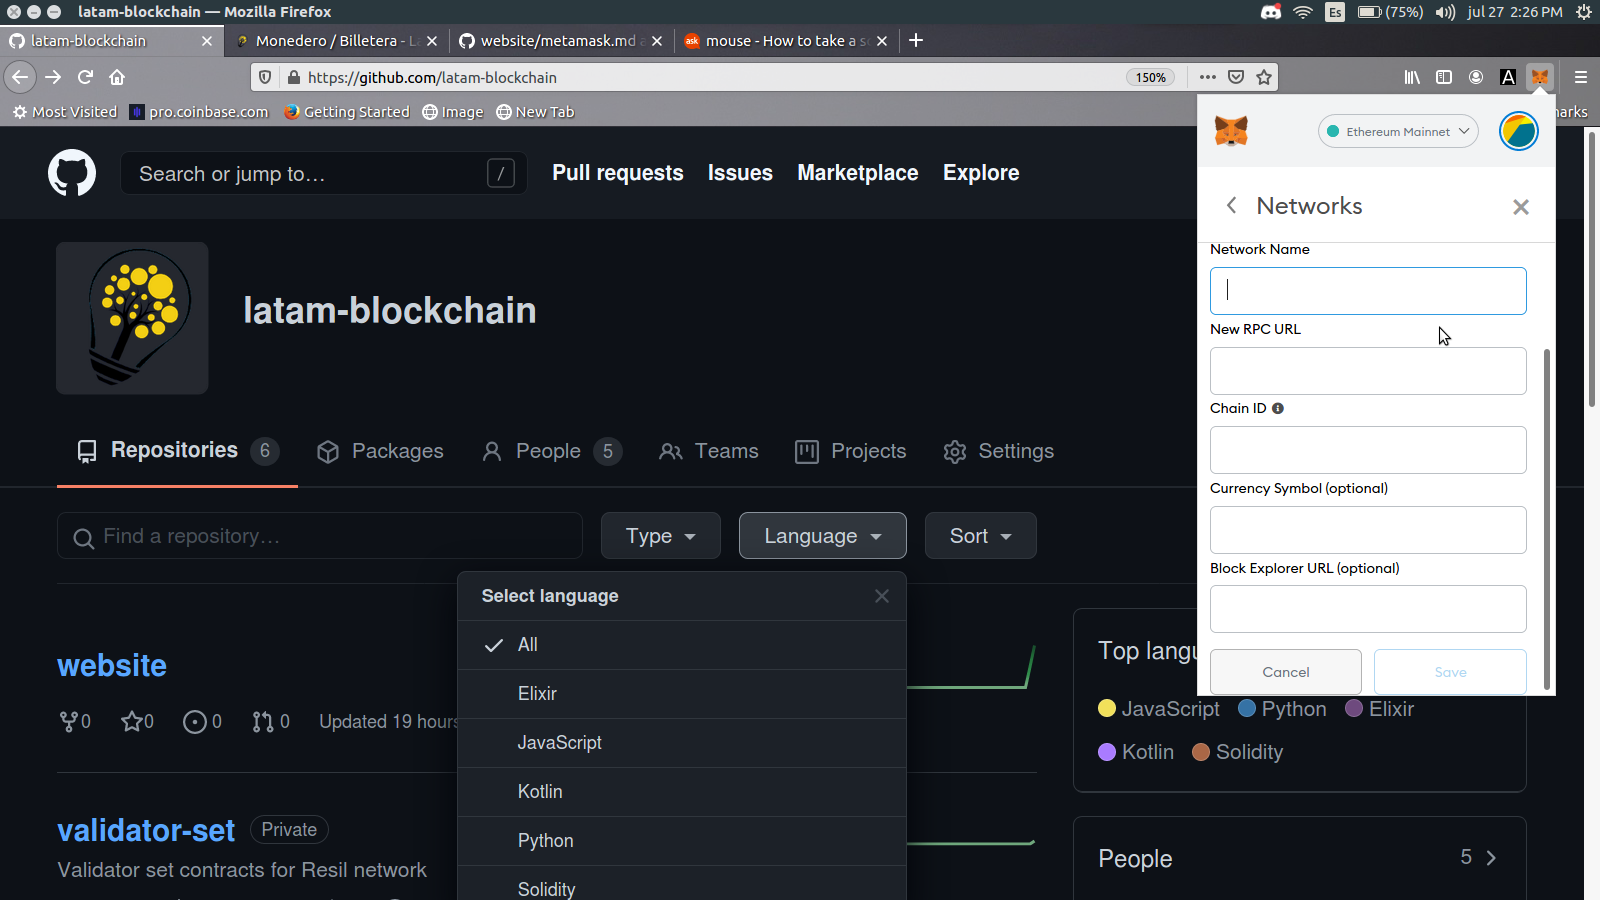 latam-blockchain — Mozilla Firefox
Es (75%) jul 27 2:26 PM
latam-blockchain Monedero / Billetera - L website/metamask.md a ask mouse - How to take a s
https://github.com/latam-blockchain 150%
Most Visited pro.coinbase.com Getting Started Image New Tab arks
Search or jump to… / Pull requests Issues Marketplace Explore
latam-blockchain
Repositories 6 Packages People 5 Teams Projects Settings
Find a repository… Type Language Sort
Select language
All
Elixir
JavaScript
Kotlin
Python
Solidity
website
0 0 0 0 Updated 19 hours
validator-set Private
Validator set contracts for Resil network
Ethereum Mainnet
Networks
Network Name
New RPC URL
Chain ID
Currency Symbol (optional)
Block Explorer URL (optional)
Cancel Save
Top langu
JavaScript Python Elixir
Kotlin Solidity
People 5